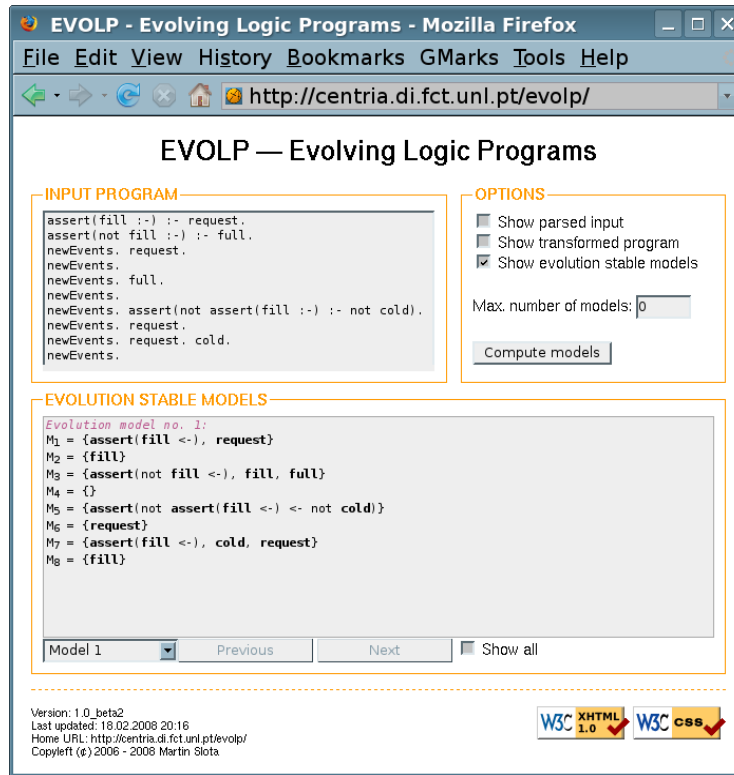 EVOLP - Evolving Logic Programs - Mozilla Firefox
File Edit View History Bookmarks GMarks Tools Help
http://centria.di.fct.unl.pt/evolp/
EVOLP — Evolving Logic Programs
INPUT PROGRAM
assert(fill :-) :- request.
assert(not fill :-) :- full.
newEvents. request.
newEvents.
newEvents. full.
newEvents.
newEvents. assert(not assert(fill :-) :- not cold).
newEvents. request.
newEvents. request. cold.
newEvents.
OPTIONS
Show parsed input
Show transformed program
Show evolution stable models
Max. number of models: 0
Compute models
EVOLUTION STABLE MODELS
Evolution model no. 1:
M1 = {assert(fill <-), request}
M2 = {fill}
M3 = {assert(not fill <-), fill, full}
M4 = {}
M5 = {assert(not assert(fill <-) <- not cold)}
M6 = {request}
M7 = {assert(fill <-), cold, request}
M8 = {fill}
Model 1 Previous Next Show all
Version: 1.0_beta2
Last updated: 18.02.2008 20:16
Home URL: http://centria.di.fct.unl.pt/evolp/
Copyleft (¢) 2006 - 2008 Martin Slota
W3C XHTML 1.0
W3C css